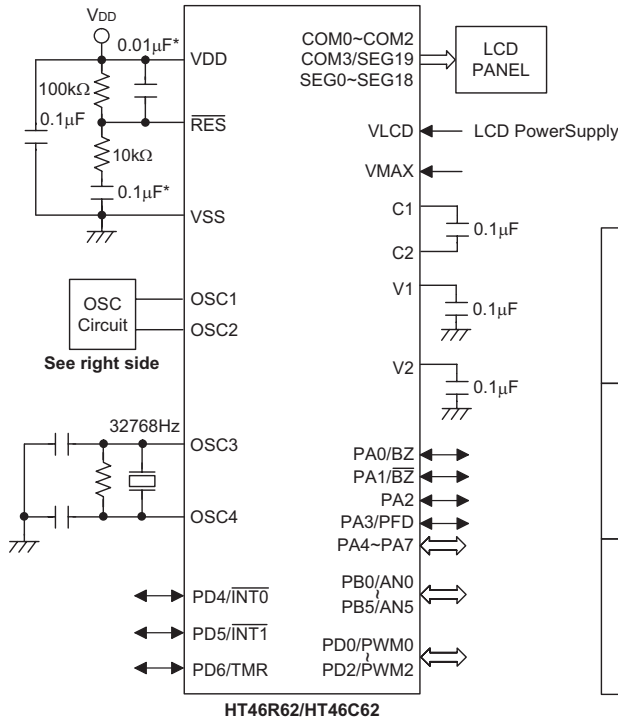 VDD
0.01μF*
VDD
100kΩ
0.1μF
RES
10kΩ
0.1μF*
VSS
OSC
Circuit
OSC1
OSC2
See right side
32768Hz
OSC3
OSC4
PD4/INT0
PD5/INT1
PD6/TMR
COM0~COM2
COM3/SEG19
SEG0~SEG18
LCD
PANEL
VLCD
LCD PowerSupply
VMAX
C1
0.1μF
C2
V1
0.1μF
V2
0.1μF
PA0/BZ
PA1/BZ
PA2
PA3/PFD
PA4~PA7
PB0/AN0
~
PB5/AN5
PD0/PWM0
~
PD2/PWM2
HT46R62/HT46C62